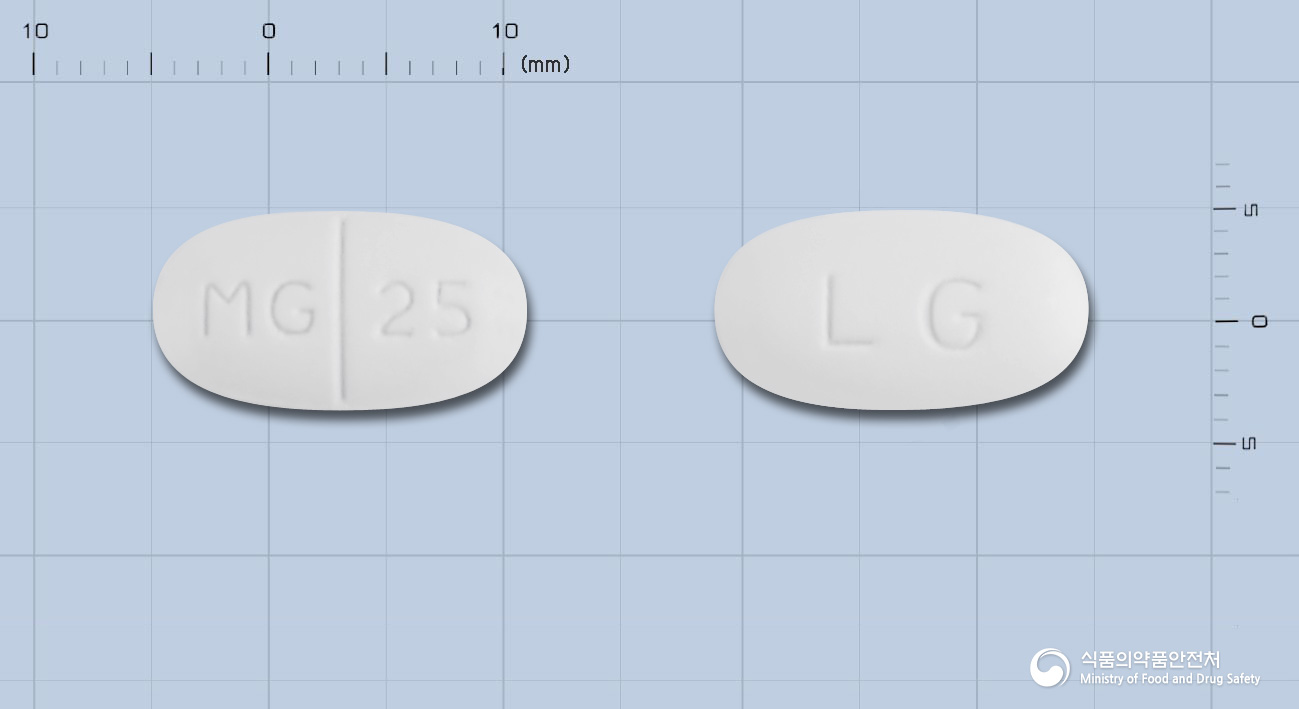 10 0 10
(mm)
MG 25
L G
5
0
5
식품의약품안전처
Ministry of Food and Drug Safety